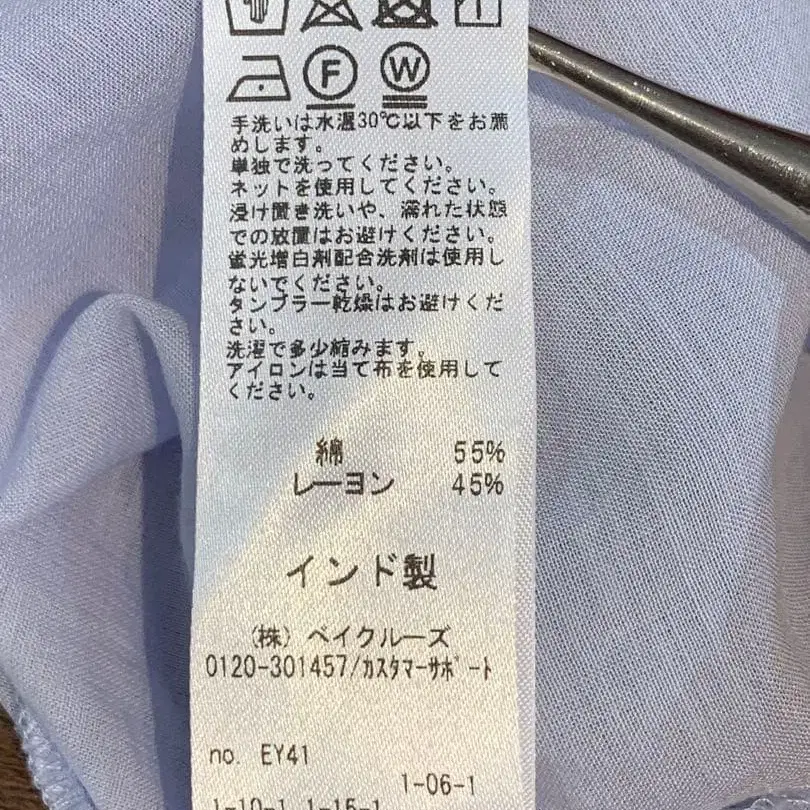 F W
手洗いは水温30℃以下をお薦
めします。
単独で洗ってください。
ネットを使用してください。
浸け置き洗いや、濡れた状態
での放置はお避けください。
蛍光増白剤配合洗剤は使用し
ないでください。
タンブラー乾燥はお避けくだ
さい。
洗濯で多少縮みます。
アイロンは当て布を使用して
ください。
綿 55%
レーヨン 45%
インド製
(株) ベイクルーズ
0120-301457/カスタマーサポート
no. EY41
1-06-1
1-10-1 1-15-1